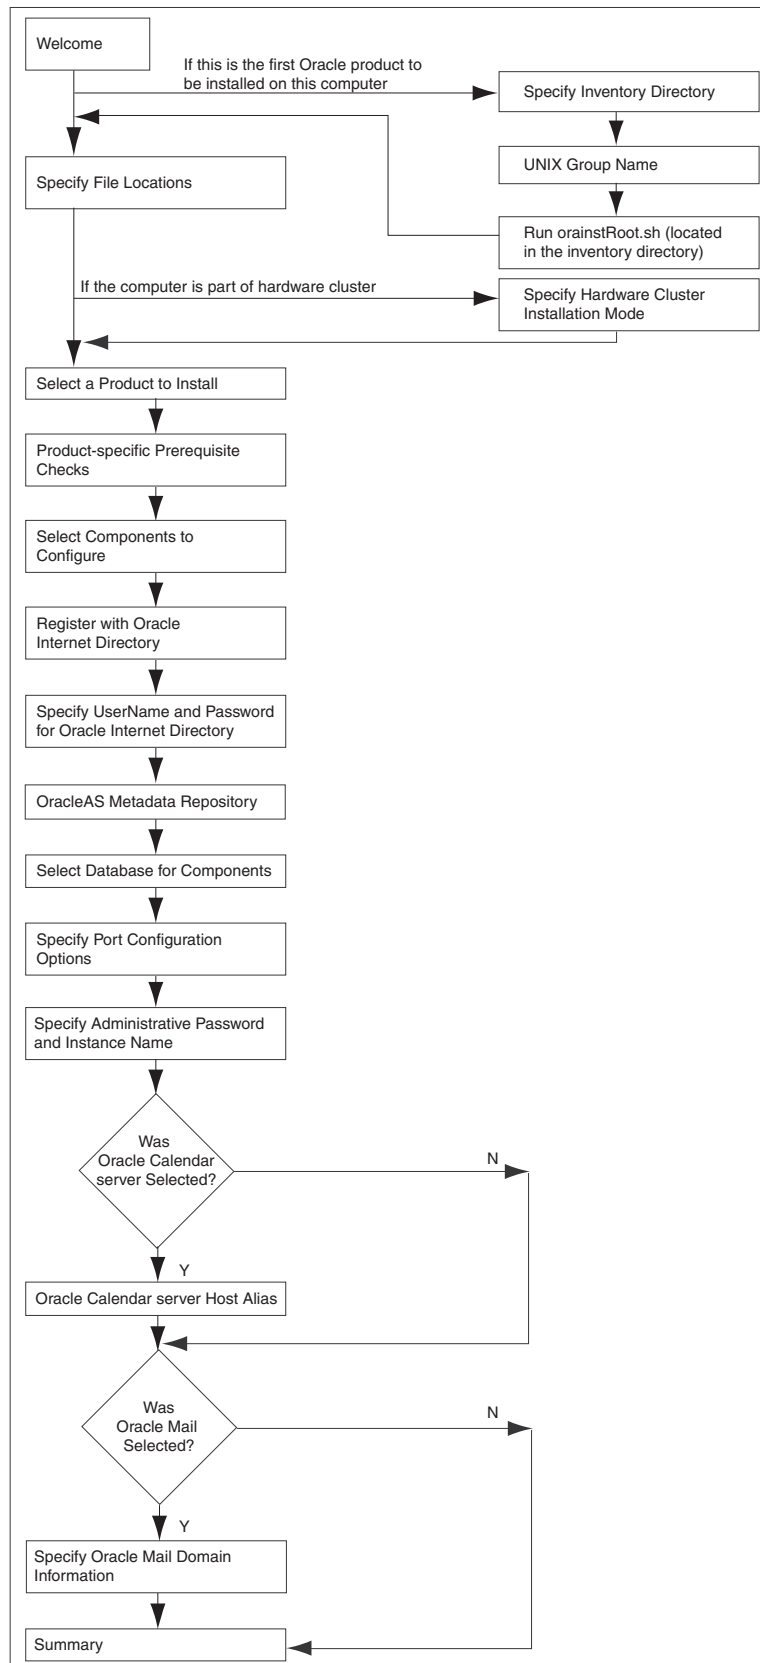 Welcome
If this is the first Oracle product to
be installed on this computer
Specify Inventory Directory
UNIX Group Name
Specify File Locations
Run orainstRoot.sh (located
in the inventory directory)
If the computer is part of hardware cluster
Specify Hardware Cluster
Installation Mode
Select a Product to Install
Product-specific Prerequisite
Checks
Select Components to
Configure
Register with Oracle
Internet Directory
Specify UserName and Password
for Oracle Internet Directory
OracleAS Metadata Repository
Select Database for Components
Specify Port Configuration
Options
Specify Administrative Password
and Instance Name
Was
Oracle Calendar
server Selected?
N
Y
Oracle Calendar server Host Alias
Was
Oracle Mail
Selected?
N
Y
Specify Oracle Mail Domain
Information
Summary